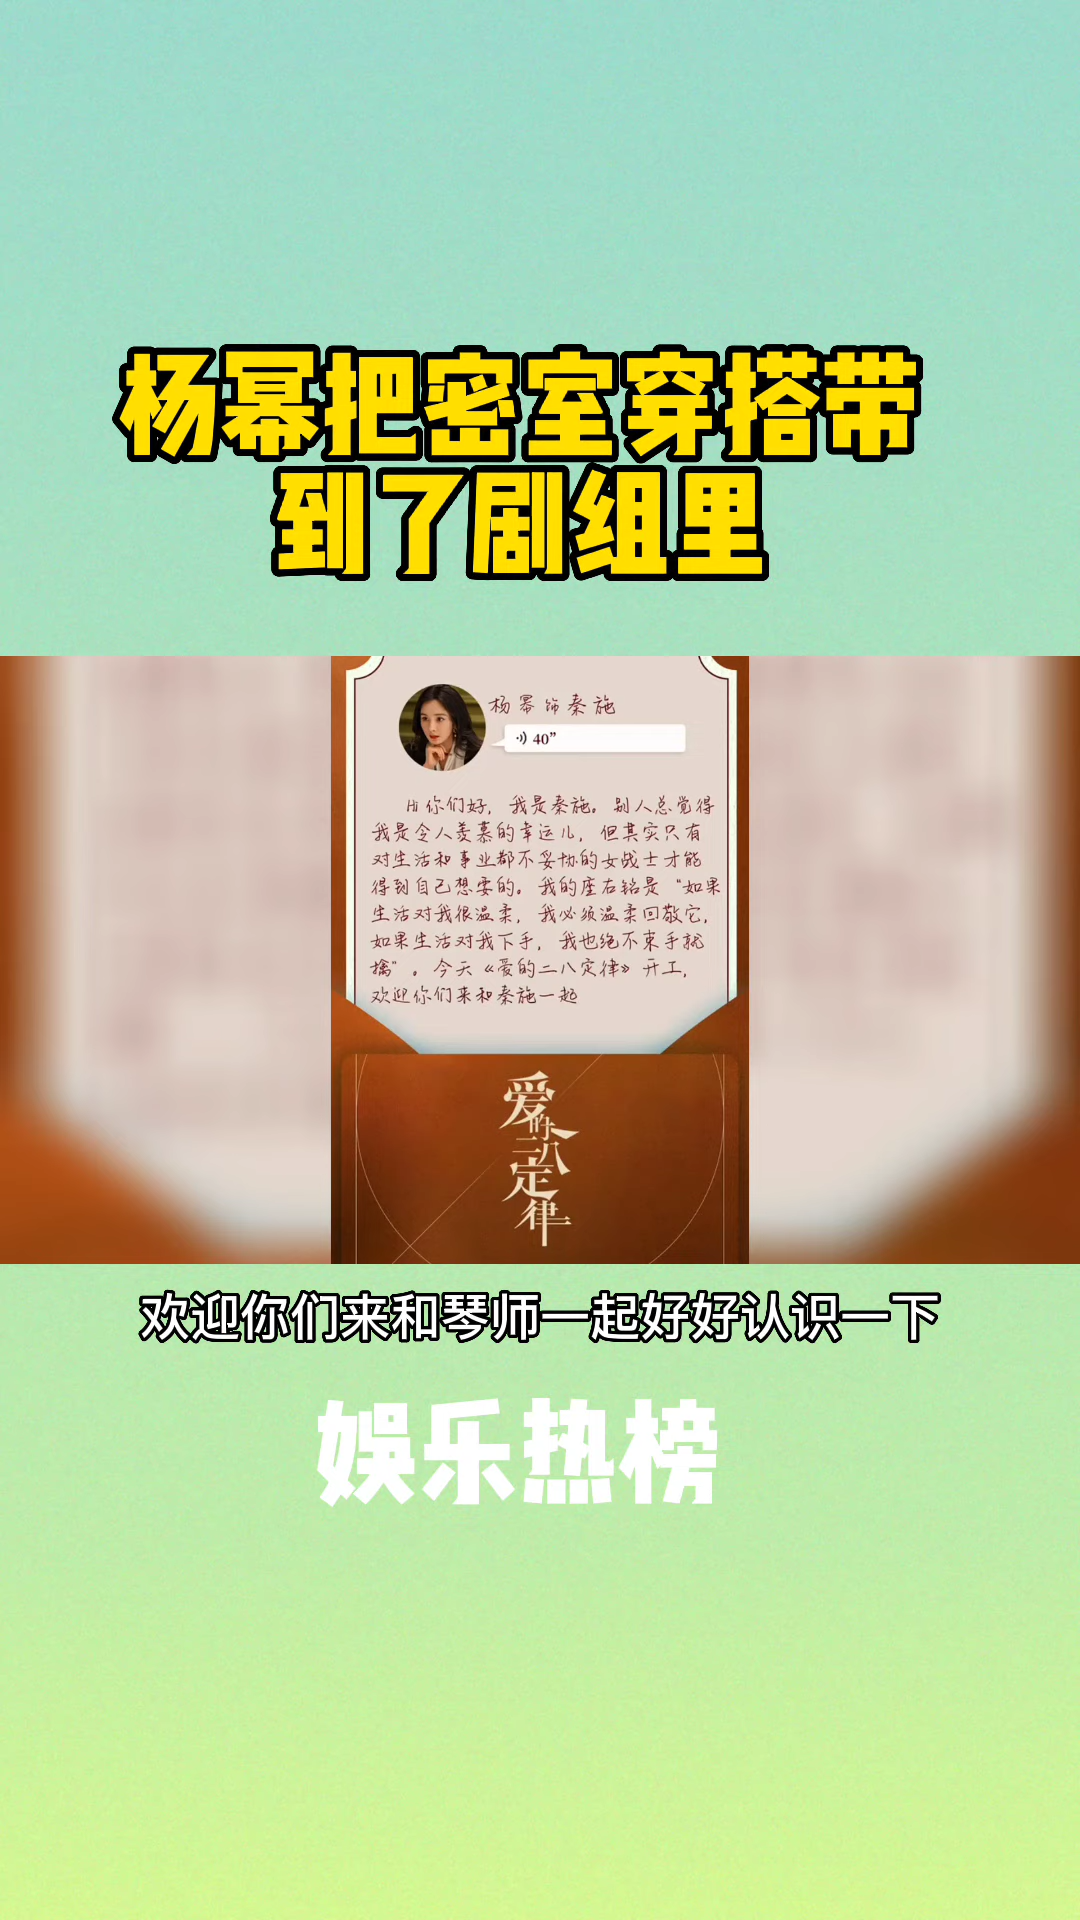 杨幂把密室穿搭带
到了剧组里
杨幂饰秦施
40”
Hi你们好，我是秦施。别人总觉得
我是令人羡慕的幸运儿，但其实只有
对生活和事业都不妥协的女战士才能
得到自己想要的。我的座右铭是“如果
生活对我很温柔，我必须温柔回敬它，
如果生活对我下手，我也绝不束手就
擒”。今天《爱的二八定律》开工，
欢迎你们来和秦施一起
爱的二八定律
欢迎你们来和琴师一起好好认识一下
娱乐热榜